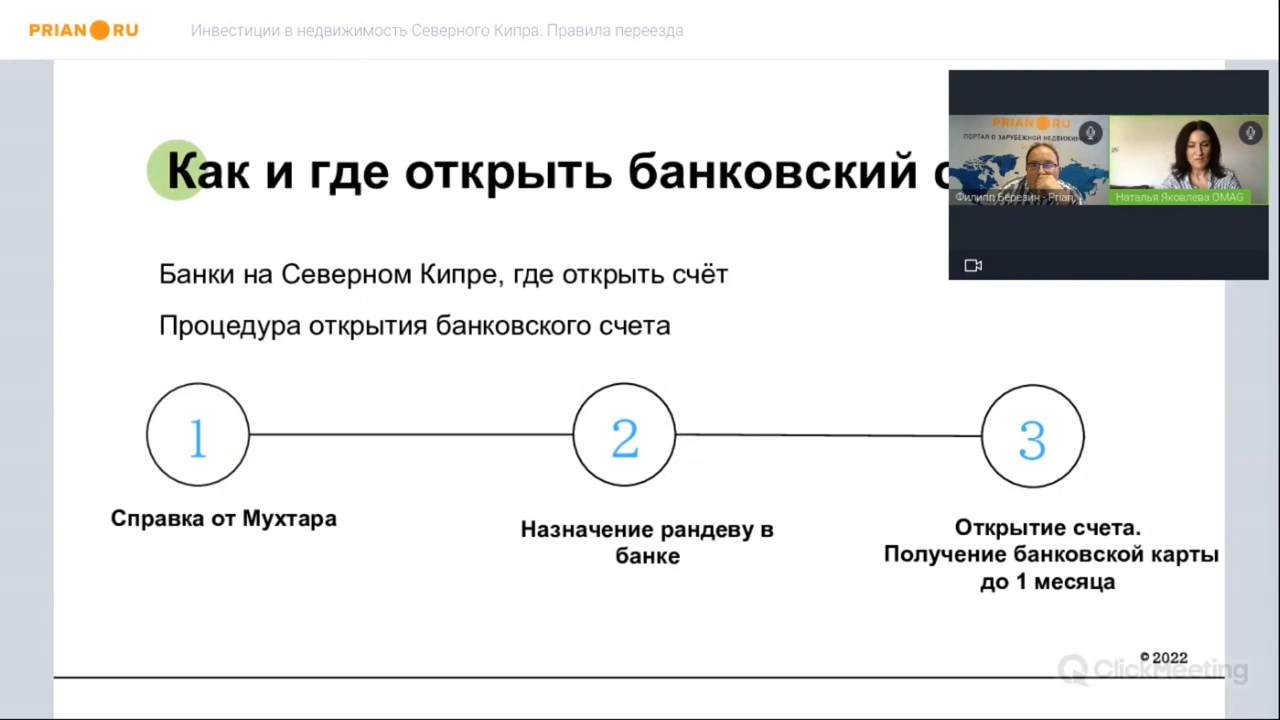 PRIAN RU
Инвестиции в недвижимость Северного Кипра. Правила переезда
Как и где открыть банковский
PRIAN RU
ПОРТАЛ О ЗАРУБЕЖНОЙ
Филипп Березин - Prian,
Наталья Яковлева OMAG
Банки на Северном Кипре, где открыть счёт
Процедура открытия банковского счета
1
2
3
Справка от Мухтара
Назначение рандеву в
банке
Открытие счета.
Получение банковской карты
до 1 месяца
© 2022
ClickMeeting